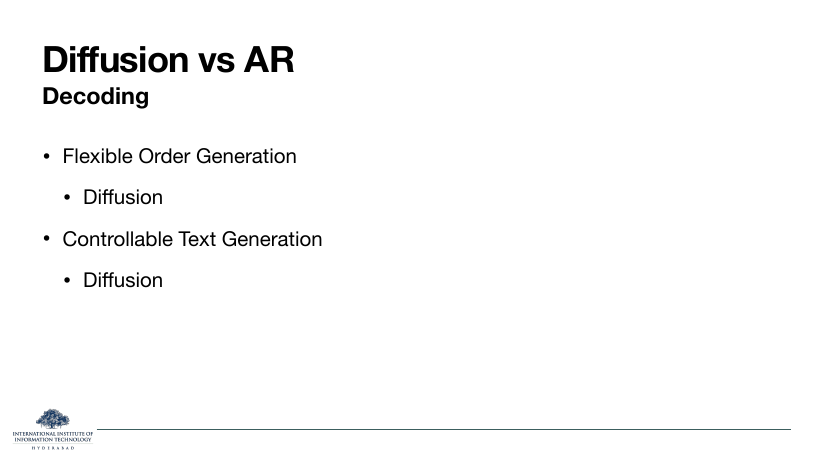 Diffusion vs AR
Decoding
• Flexible Order Generation
• Diffusion
• Controllable Text Generation
• Diffusion
INTERNATIONAL INSTITUTE OF
INFORMATION TECHNOLOGY
HYDERABAD